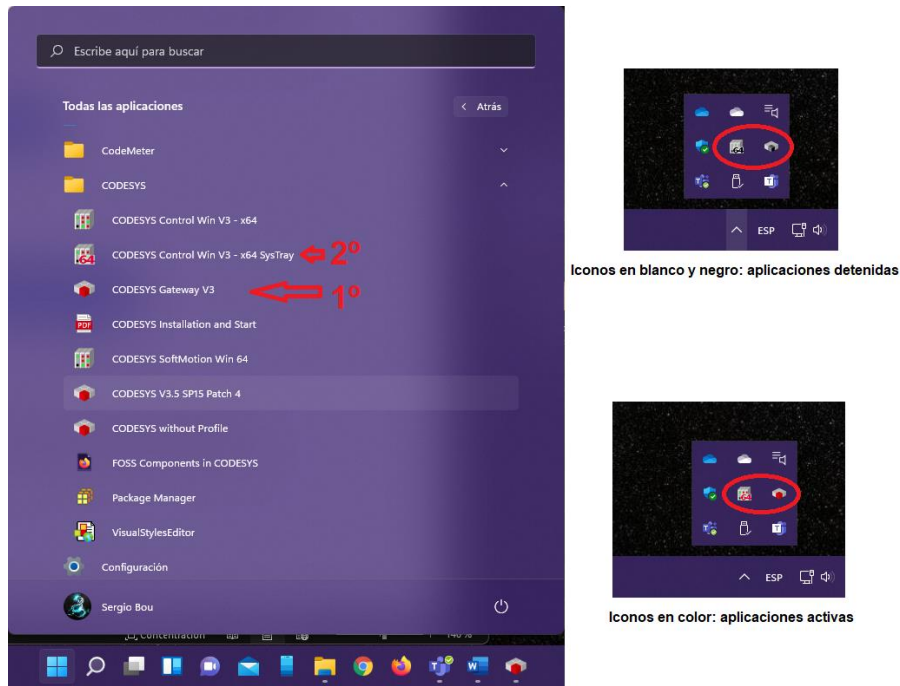 Escribe aquí para buscar
Todas las aplicaciones
Atrás
CodeMeter
CODESYS
CODESYS Control Win V3 - x64
CODESYS Control Win V3 - x64 SysTray
2º
CODESYS Gateway V3
1º
CODESYS Installation and Start
CODESYS SoftMotion Win 64
CODESYS V3.5 SP15 Patch 4
CODESYS without Profile
FOSS Components in CODESYS
Package Manager
VisualStylesEditor
Configuración
Sergio Bou
Concentración
ESP
Iconos en blanco y negro: aplicaciones detenidas
ESP
Iconos en color: aplicaciones activas